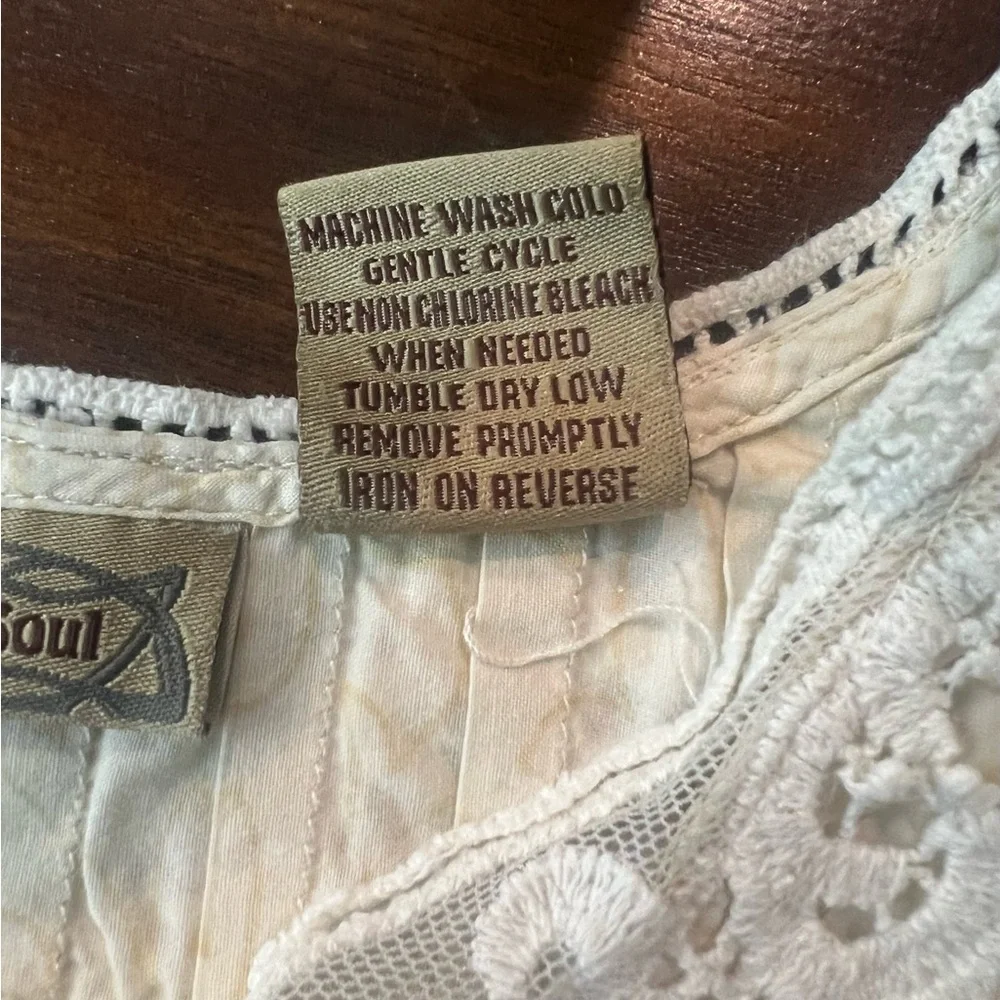 MACHINE WASH COLD
GENTLE CYCLE
USE NON CHLORINE BLEACH
WHEN NEEDED
TUMBLE DRY LOW
REMOVE PROMPTLY
IRON ON REVERSE
Soul